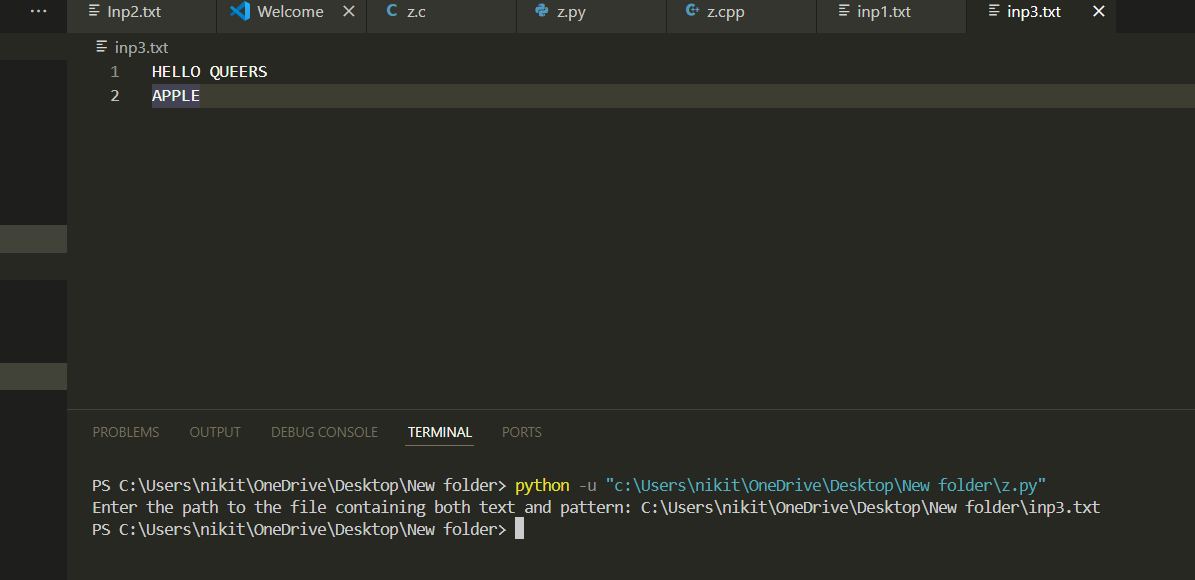 ··· Inp2.txt Welcome × C z.c z.py z.cpp inp1.txt inp3.txt ×
inp3.txt
1 HELLO QUEERS
2 APPLE
PROBLEMS OUTPUT DEBUG CONSOLE TERMINAL PORTS
PS C:\Users\nikit\OneDrive\Desktop\New folder> python -u "c:\Users\nikit\OneDrive\Desktop\New folder\z.py"
Enter the path to the file containing both text and pattern: C:\Users\nikit\OneDrive\Desktop\New folder\inp3.txt
PS C:\Users\nikit\OneDrive\Desktop\New folder>